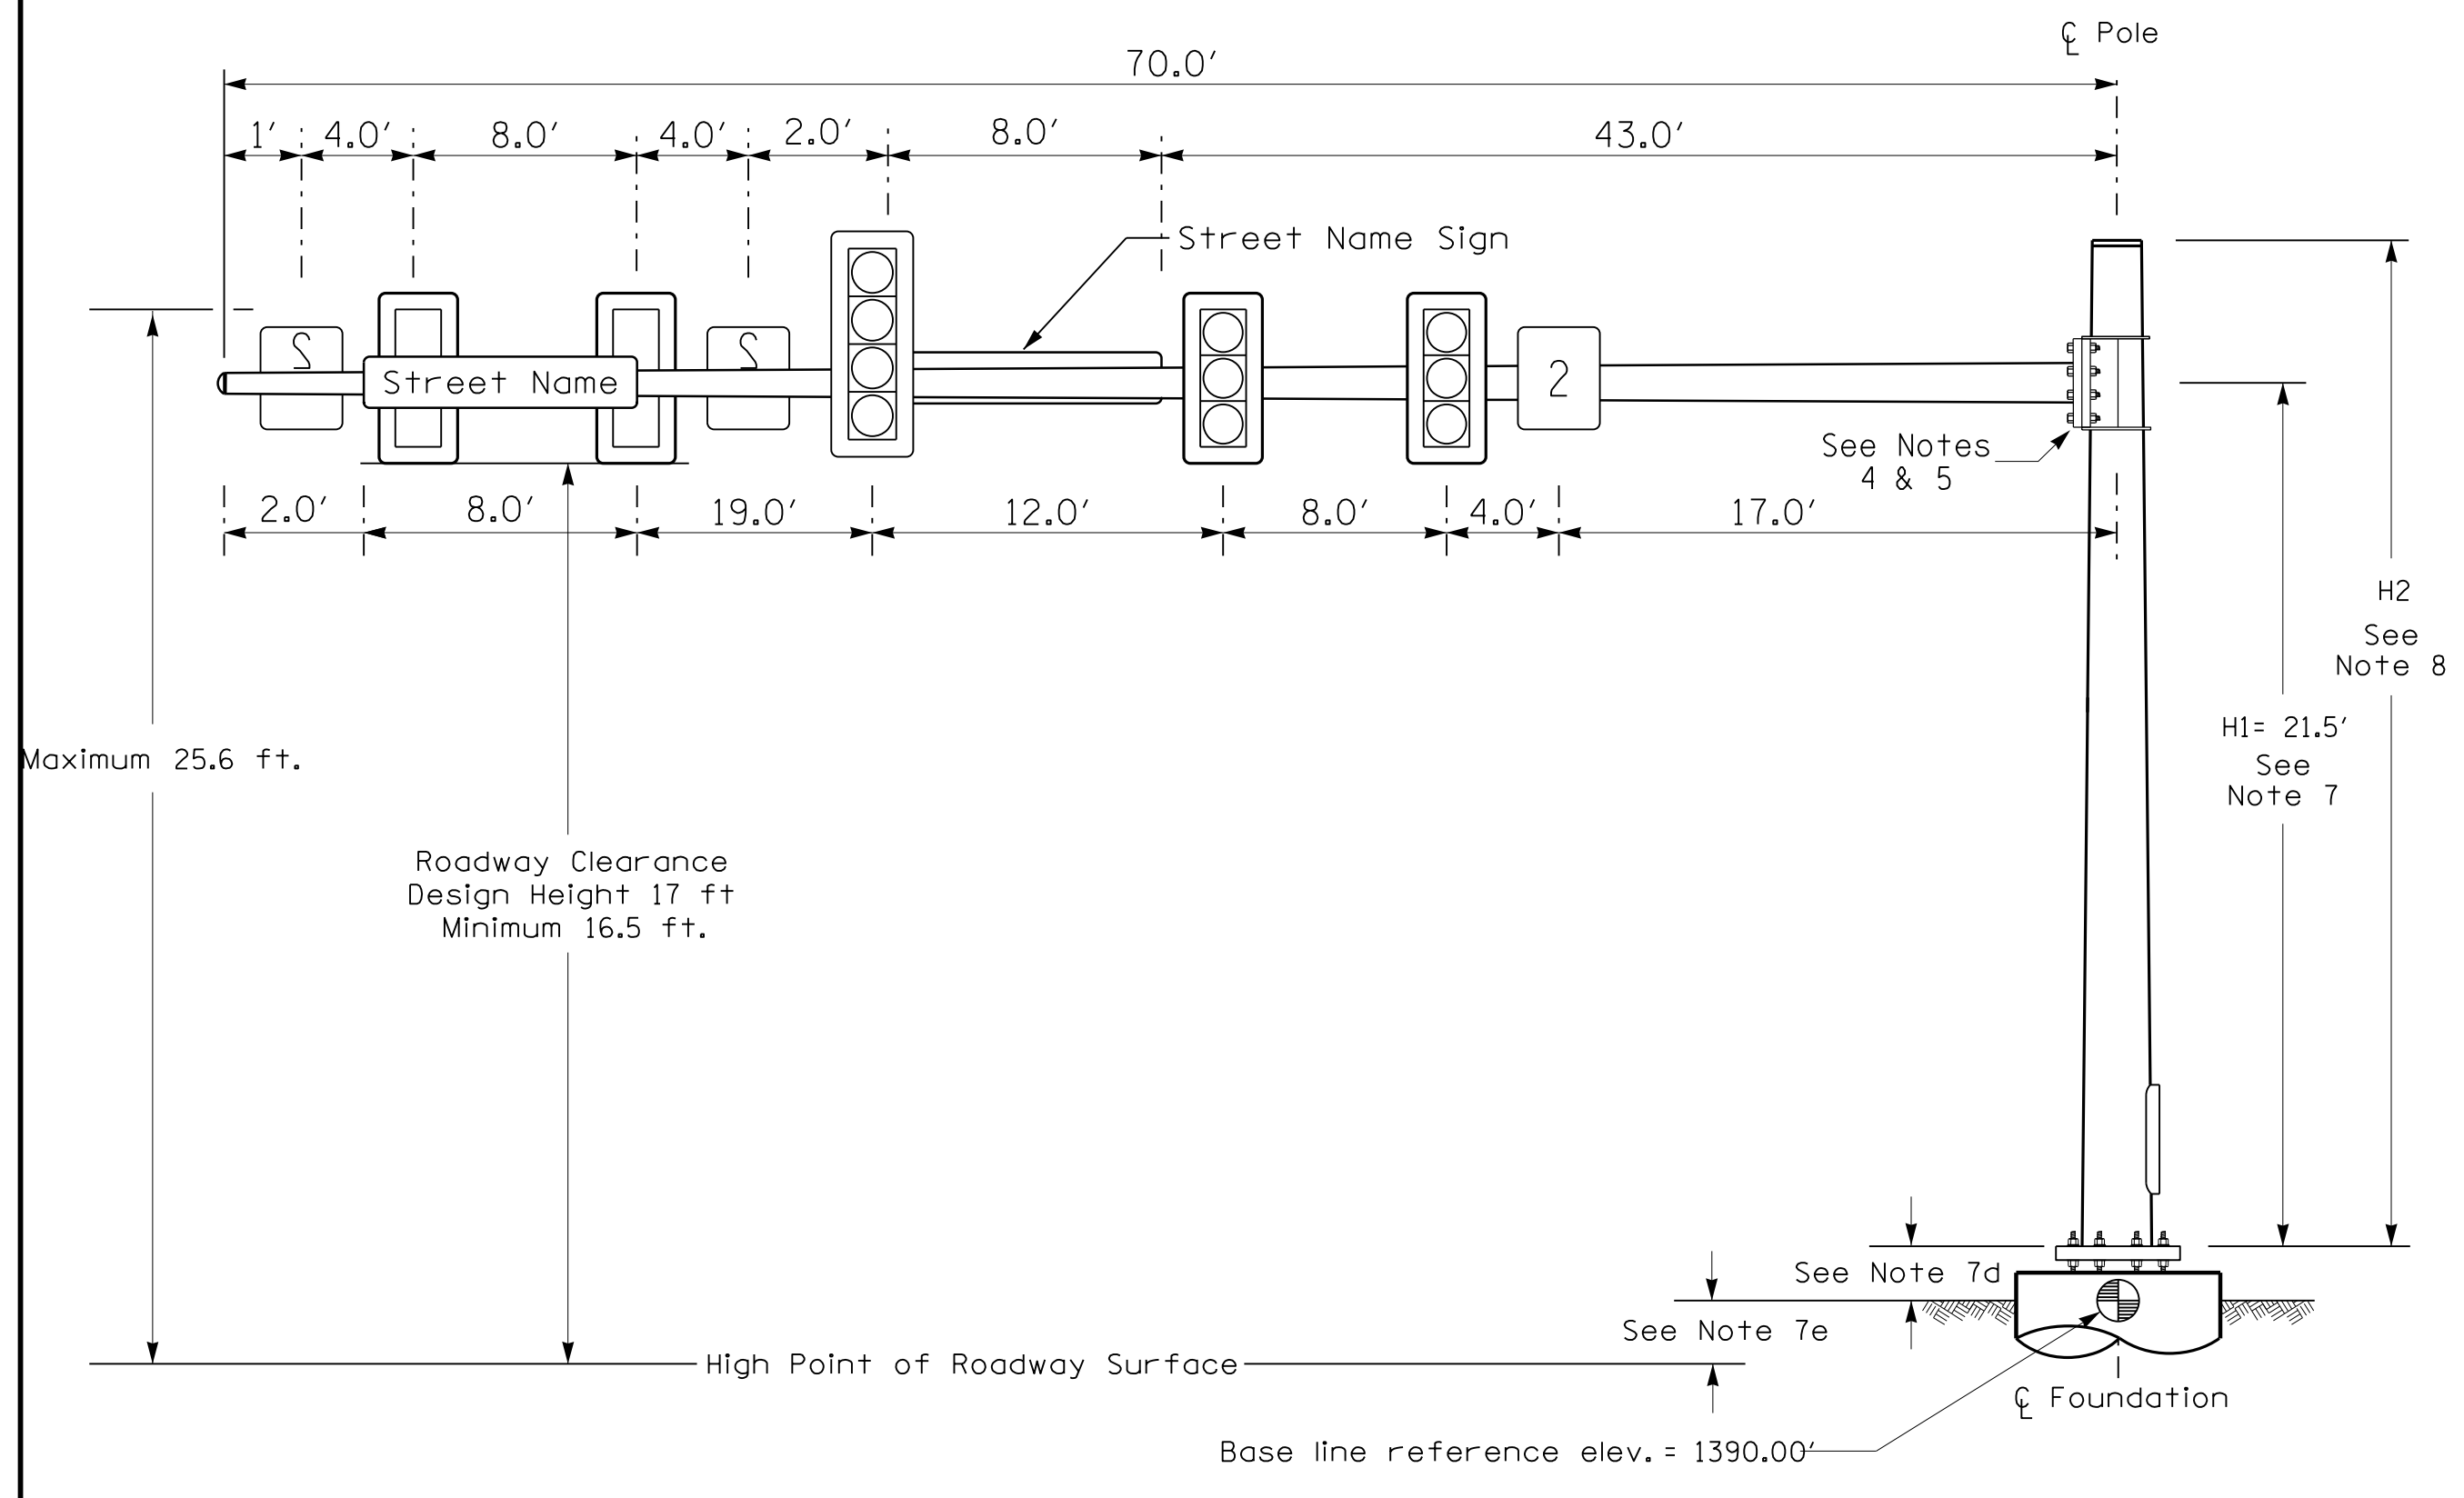 ℄ Pole
70.0'
1' 4.0' 8.0' 4.0' 2.0' 8.0' 43.0'
Street Name Sign
2 2
Street Name
2
See Notes
4 & 5
2.0' 8.0' 19.0' 12.0' 8.0' 4.0' 17.0'
H2
See
Note 8
H1= 21.5'
See
Note 7
Maximum 25.6 ft.
Roadway Clearance
Design Height 17 ft
Minimum 16.5 ft.
See Note 7d
See Note 7e
High Point of Roadway Surface
℄ Foundation
Base line reference elev. = 1390.00'